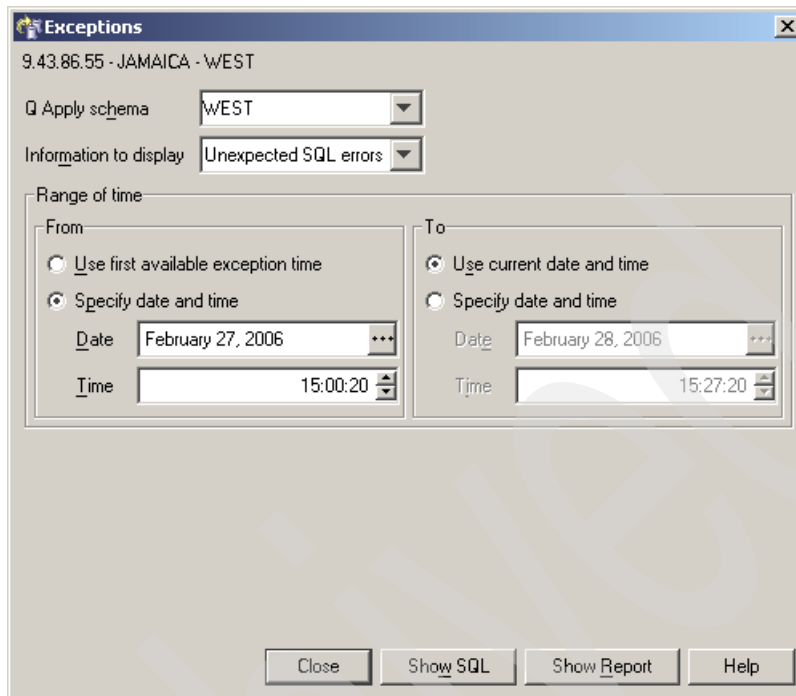 Exceptions
9.43.86.55 - JAMAICA - WEST
Q Apply schema WEST
Information to display Unexpected SQL errors
Range of time
From
Use first available exception time
Specify date and time
Date February 27, 2006 ...
Time 15:00:20
To
Use current date and time
Specify date and time
Date February 28, 2006 ...
Time 15:27:20
Close Show SQL Show Report Help